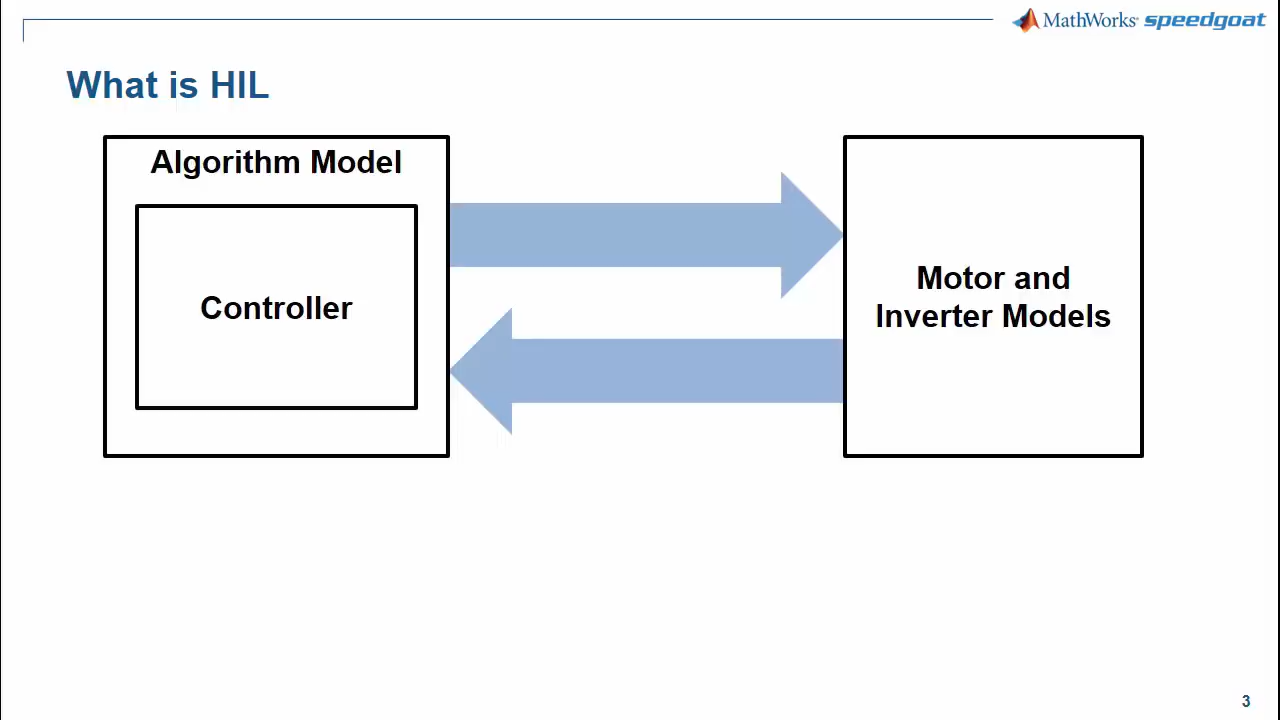 MathWorks® speedgoat
What is HIL
Algorithm Model
Controller
Motor and
Inverter Models
3